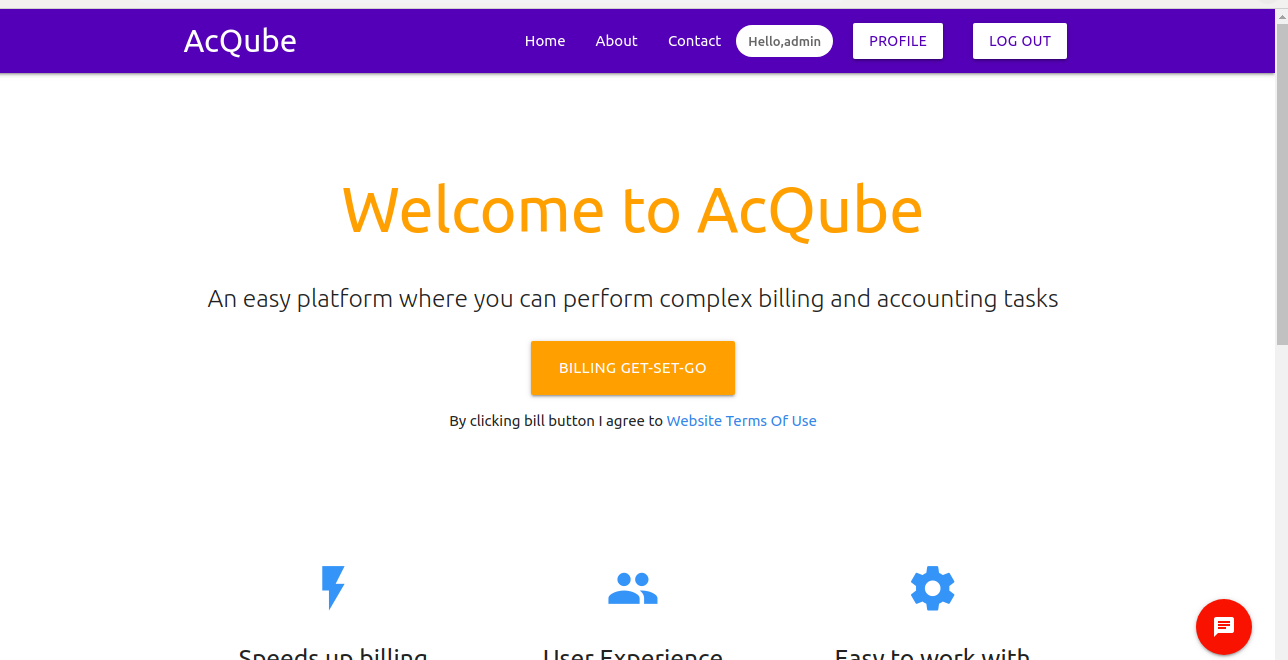 AcQube
Home About Contact Hello,admin PROFILE LOG OUT
Welcome to AcQube
An easy platform where you can perform complex billing and accounting tasks
BILLING GET-SET-GO
By clicking bill button I agree to Website Terms Of Use
Speeds up billing User Experience Easy to work with